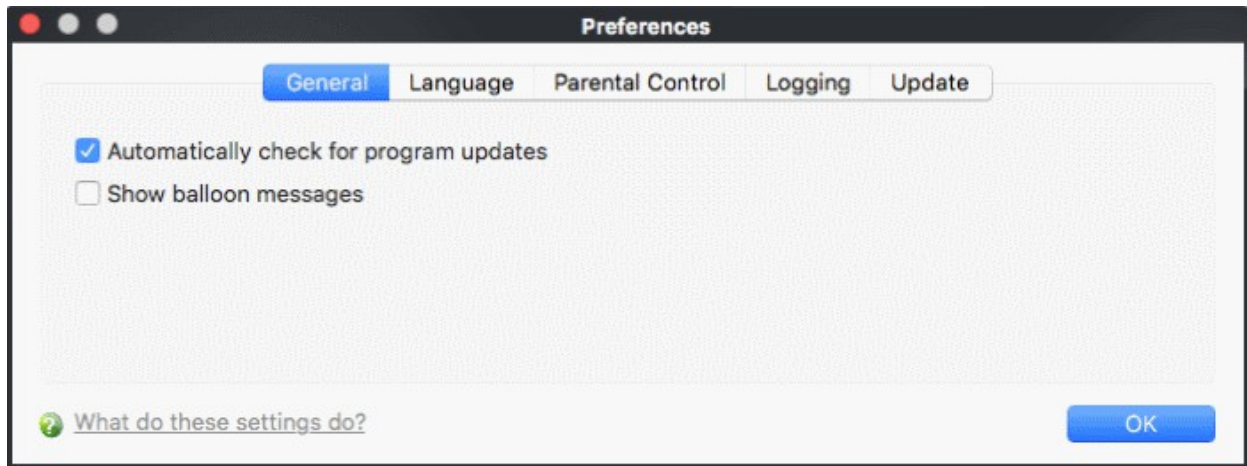 Preferences
General Language Parental Control Logging Update
Automatically check for program updates
Show balloon messages
What do these settings do? OK